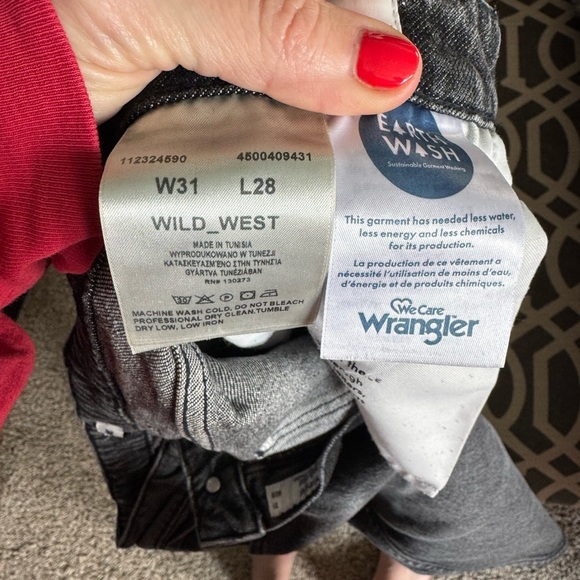 112324590 4500409431
W31 L28
WILD_WEST
MADE IN TUNISIA
WYPRODUKOWANO W TUNEZJI
ΚΑΤΑΣΚΕΥΑΣΜΕΝΟ ΣΤΗΝ ΤΥΝΗΣΙΑ
GYÁRTVA TUNÉZIÁBAN
RN# 130273
MACHINE WASH COLD. DO NOT BLEACH
PROFESSIONAL DRY CLEAN.TUMBLE
DRY LOW, LOW IRON
EARTH
WASH
Sustainable Garment Washing
This garment has needed less water,
less energy and less chemicals
for its production.
La production de ce vêtement a
nécessité l'utilisation de moins d'eau,
d'énergie et de produits chimiques.
We Care
Wrangler